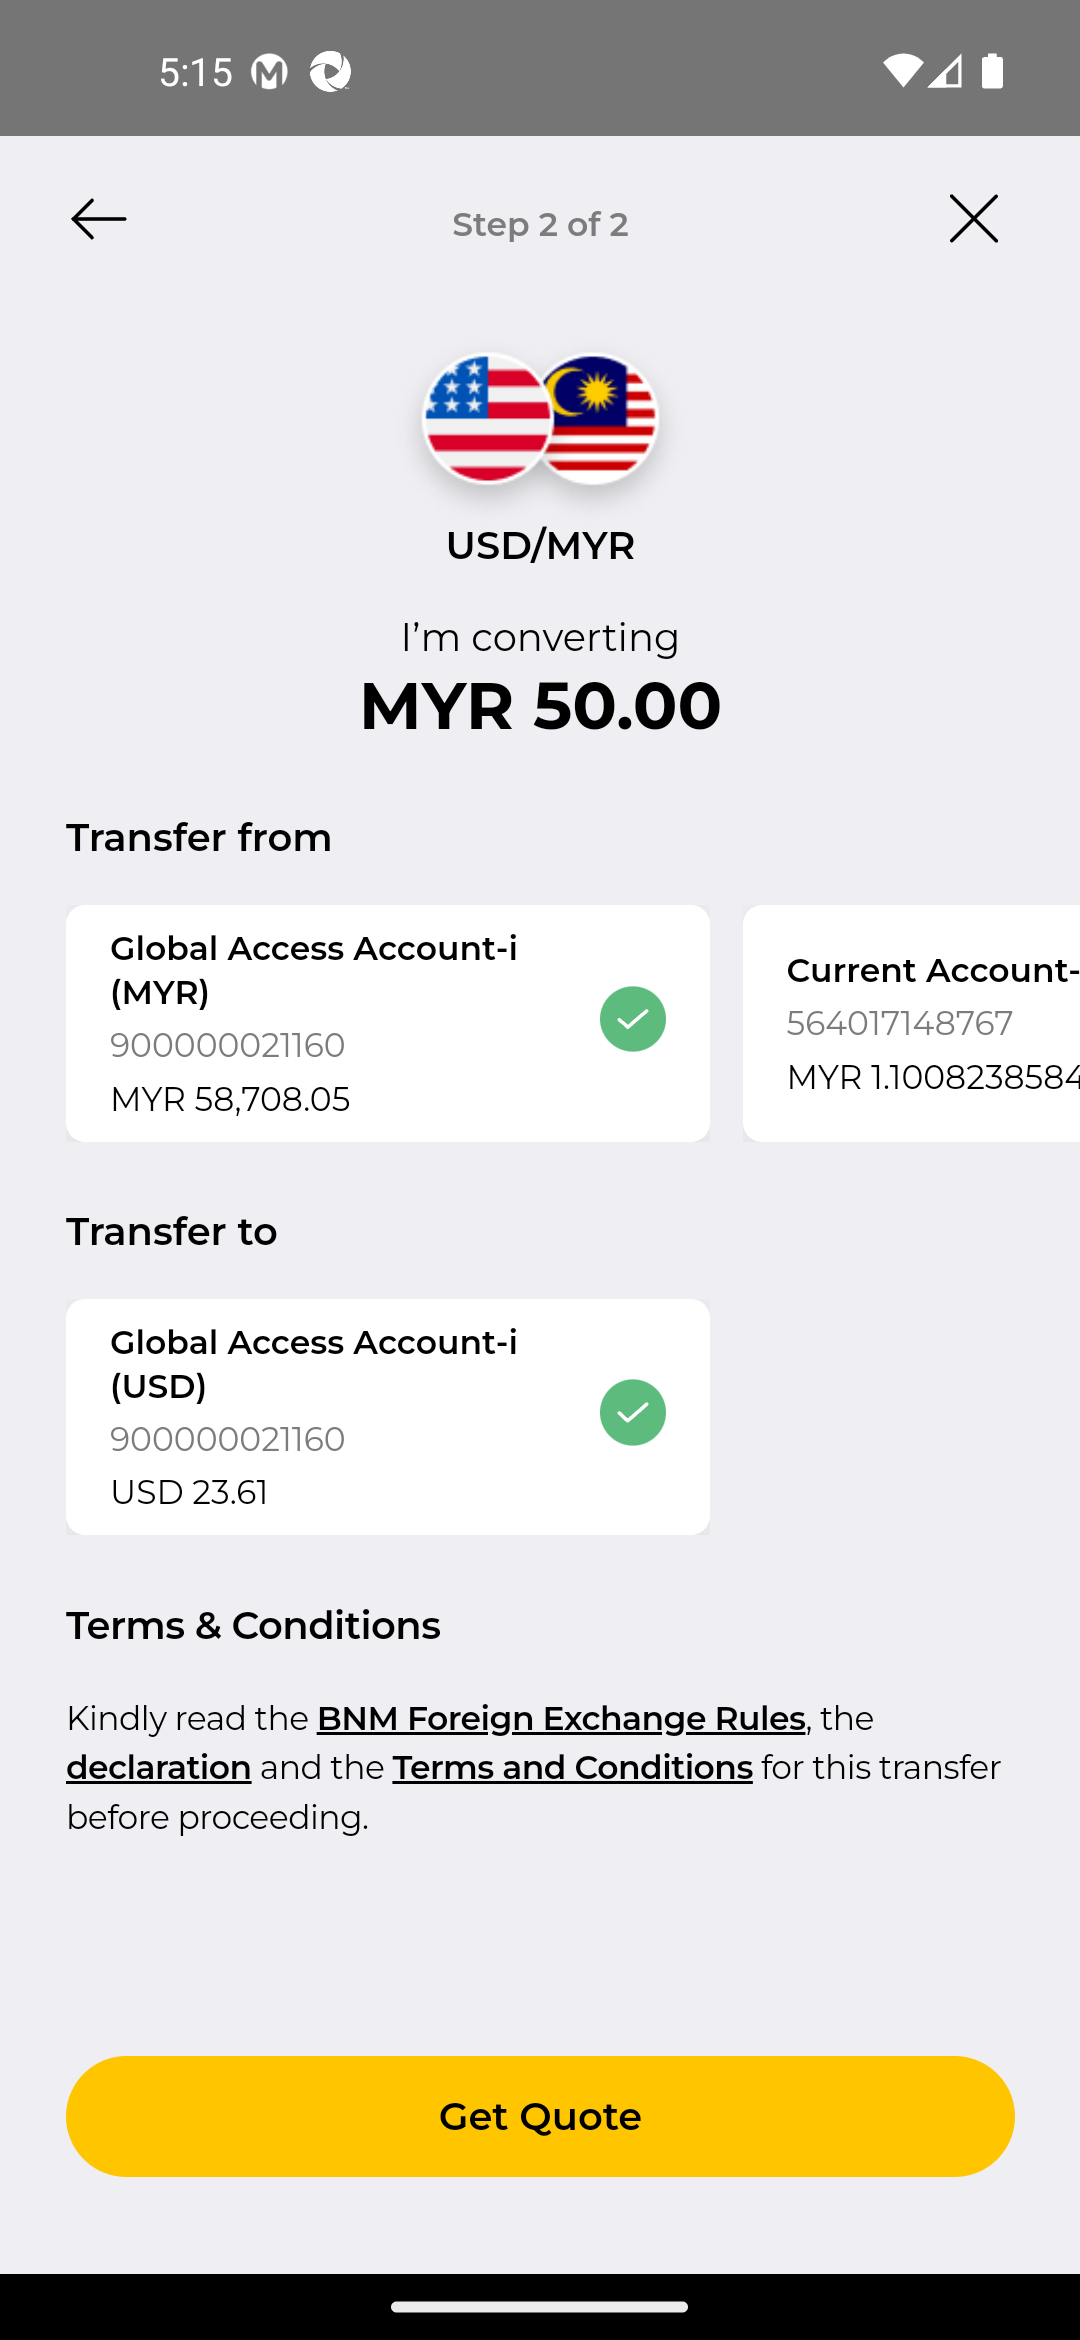 5:15
Step 2 of 2
USD/MYR
I’m converting
MYR 50.00
Transfer from
Global Access Account-i
(MYR)
900000021160
MYR 58,708.05
Current Account-
564017148767
MYR 1.1008238584
Transfer to
Global Access Account-i
(USD)
900000021160
USD 23.61
Terms & Conditions
Kindly read the BNM Foreign Exchange Rules, the
declaration and the Terms and Conditions for this transfer
before proceeding.
Get Quote